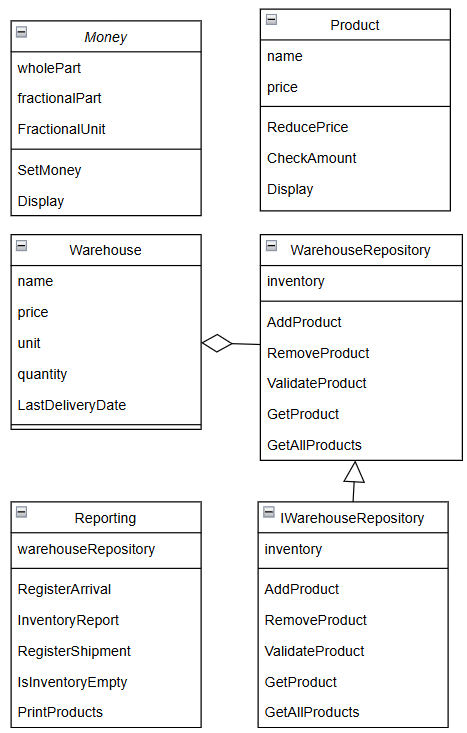 Money
wholePart
fractionalPart
FractionalUnit
SetMoney
Display
Product
name
price
ReducePrice
CheckAmount
Display
Warehouse
name
price
unit
quantity
LastDeliveryDate
WarehouseRepository
inventory
AddProduct
RemoveProduct
ValidateProduct
GetProduct
GetAllProducts
Reporting
warehouseRepository
RegisterArrival
InventoryReport
RegisterShipment
IsInventoryEmpty
PrintProducts
IWarehouseRepository
inventory
AddProduct
RemoveProduct
ValidateProduct
GetProduct
GetAllProducts